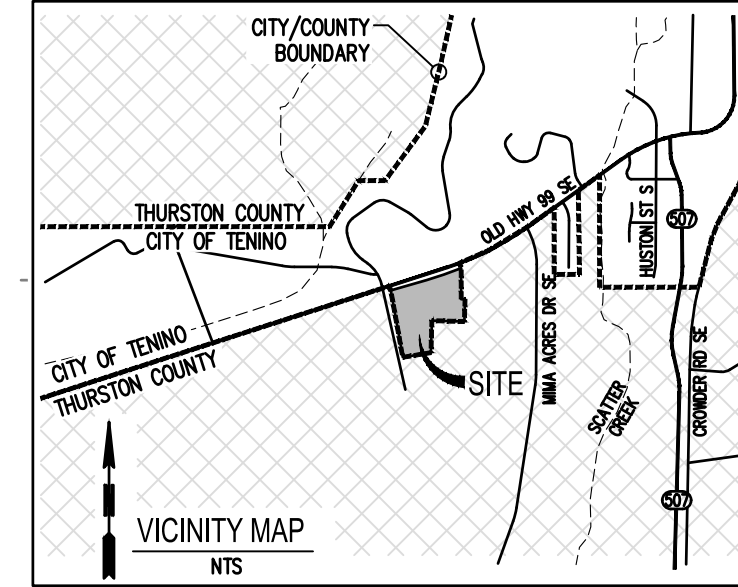 CITY/COUNTY
BOUNDARY
THURSTON COUNTY
CITY OF TENINO
OLD HWY 99 SE
HUSTON ST S
507
MIMA ACRES DR SE
CITY OF TENINO
THURSTON COUNTY
SITE
SCATTER
CREEK
CROWDER RD SE
507
VICINITY MAP
NTS